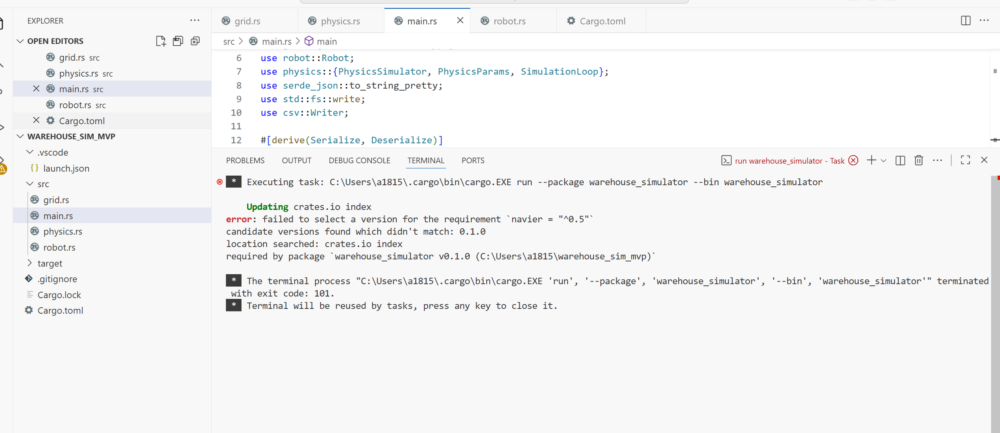 EXPLORER
OPEN EDITORS
grid.rs src
physics.rs src
main.rs src
robot.rs src
Cargo.toml
WAREHOUSE_SIM_MVP
.vscode
launch.json
src
grid.rs
main.rs
physics.rs
robot.rs
target
.gitignore
Cargo.lock
Cargo.toml
grid.rs physics.rs main.rs robot.rs Cargo.toml
src > main.rs > main
6 use robot::Robot;
7 use physics::{PhysicsSimulator, PhysicsParams, SimulationLoop};
8 use serde_json::to_string_pretty;
9 use std::fs::write;
10 use csv::Writer;
11
12 #[derive(Serialize, Deserialize)]
PROBLEMS OUTPUT DEBUG CONSOLE TERMINAL PORTS
run warehouse_simulator - Task
* Executing task: C:\Users\a1815\.cargo\bin\cargo.EXE run --package warehouse_simulator --bin warehouse_simulator
Updating crates.io index
error: failed to select a version for the requirement `navier = "^0.5"`
candidate versions found which didn't match: 0.1.0
location searched: crates.io index
required by package `warehouse_simulator v0.1.0 (C:\Users\a1815\warehouse_sim_mvp)`
* The terminal process "C:\Users\a1815\.cargo\bin\cargo.EXE 'run', '--package', 'warehouse_simulator', '--bin', 'warehouse_simulator'" terminated
with exit code: 101.
* Terminal will be reused by tasks, press any key to close it.